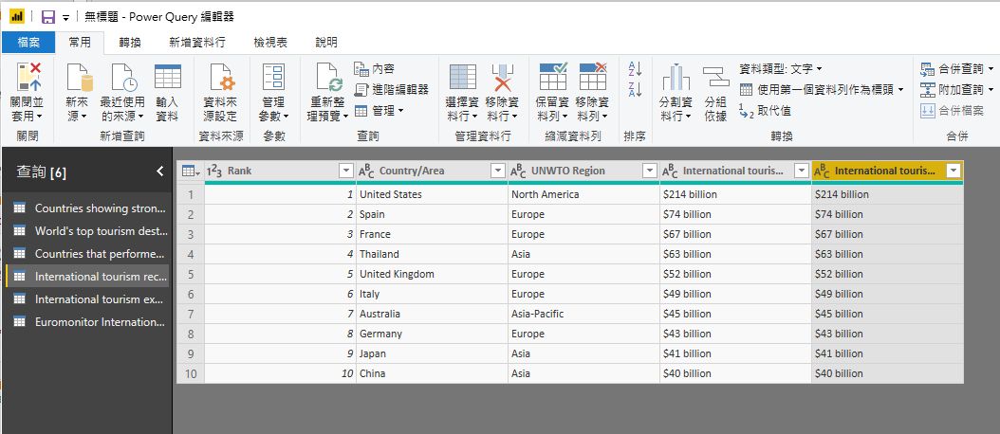 無標題 - Power Query 編輯器
檔案 常用 轉換 新增資料行 檢視表 說明
關閉並套用 新來源 最近使用的來源 輸入資料 資料來源設定 管理參數 重新整理預覽 內容 進階編輯器 管理 選擇資料行 移除資料行 保留資料列 移除資料列 分割資料行 分組依據 資料類型: 文字 使用第一個資料列作為標頭 取代值 合併查詢 附加查詢 合併檔案
關閉 新增查詢 資料來源 參數 查詢 管理資料行 縮減資料列 排序 轉換 合併
查詢 [6]
Countries showing stron...
World's top tourism dest...
Countries that performe...
International tourism rec...
International tourism ex...
Euromonitor Internation...
Rank Country/Area UNWTO Region International touris... International touris...
1 1 United States North America $214 billion $214 billion
2 2 Spain Europe $74 billion $74 billion
3 3 France Europe $67 billion $67 billion
4 4 Thailand Asia $63 billion $63 billion
5 5 United Kingdom Europe $52 billion $52 billion
6 6 Italy Europe $49 billion $49 billion
7 7 Australia Asia-Pacific $45 billion $45 billion
8 8 Germany Europe $43 billion $43 billion
9 9 Japan Asia $41 billion $41 billion
10 10 China Asia $40 billion $40 billion